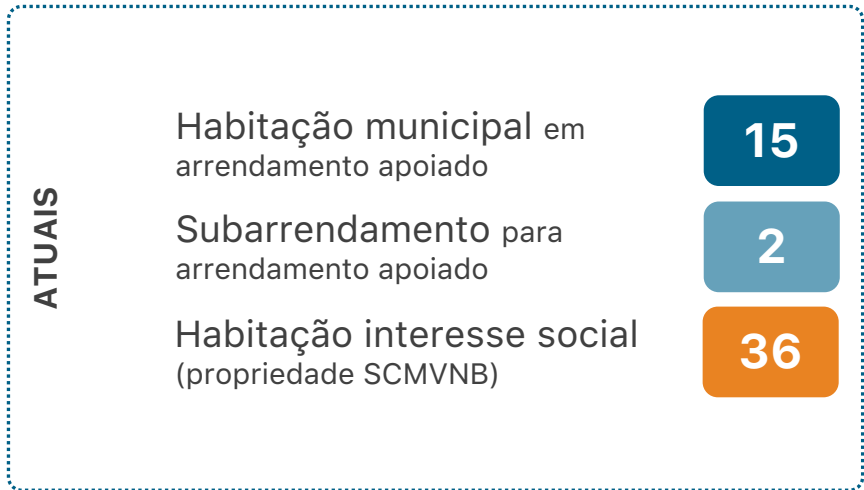 ATUAIS
Habitação municipal em
arrendamento apoiado
15
Subarrendamento para
arrendamento apoiado
2
Habitação interesse social
(propriedade SCMVNB)
36